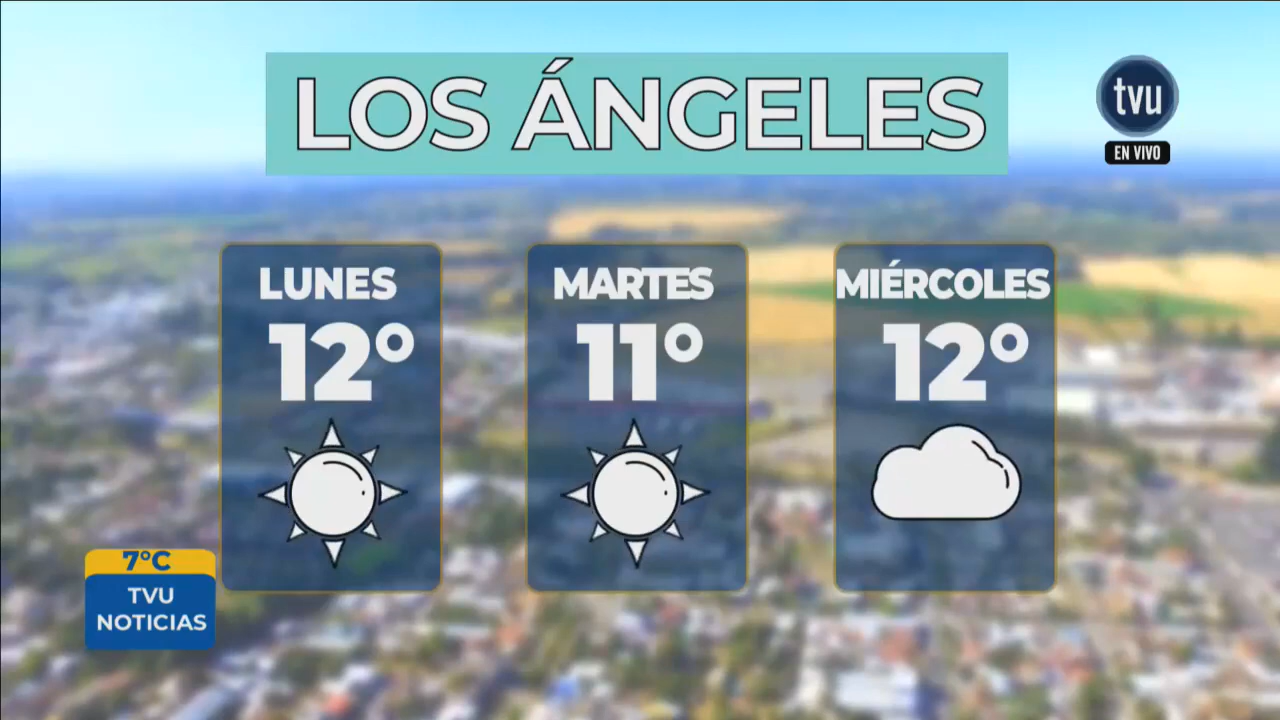 LOS ÁNGELES
tvu
EN VIVO
LUNES
12°
MARTES
11°
MIÉRCOLES
12°
7°C
TVU
NOTICIAS